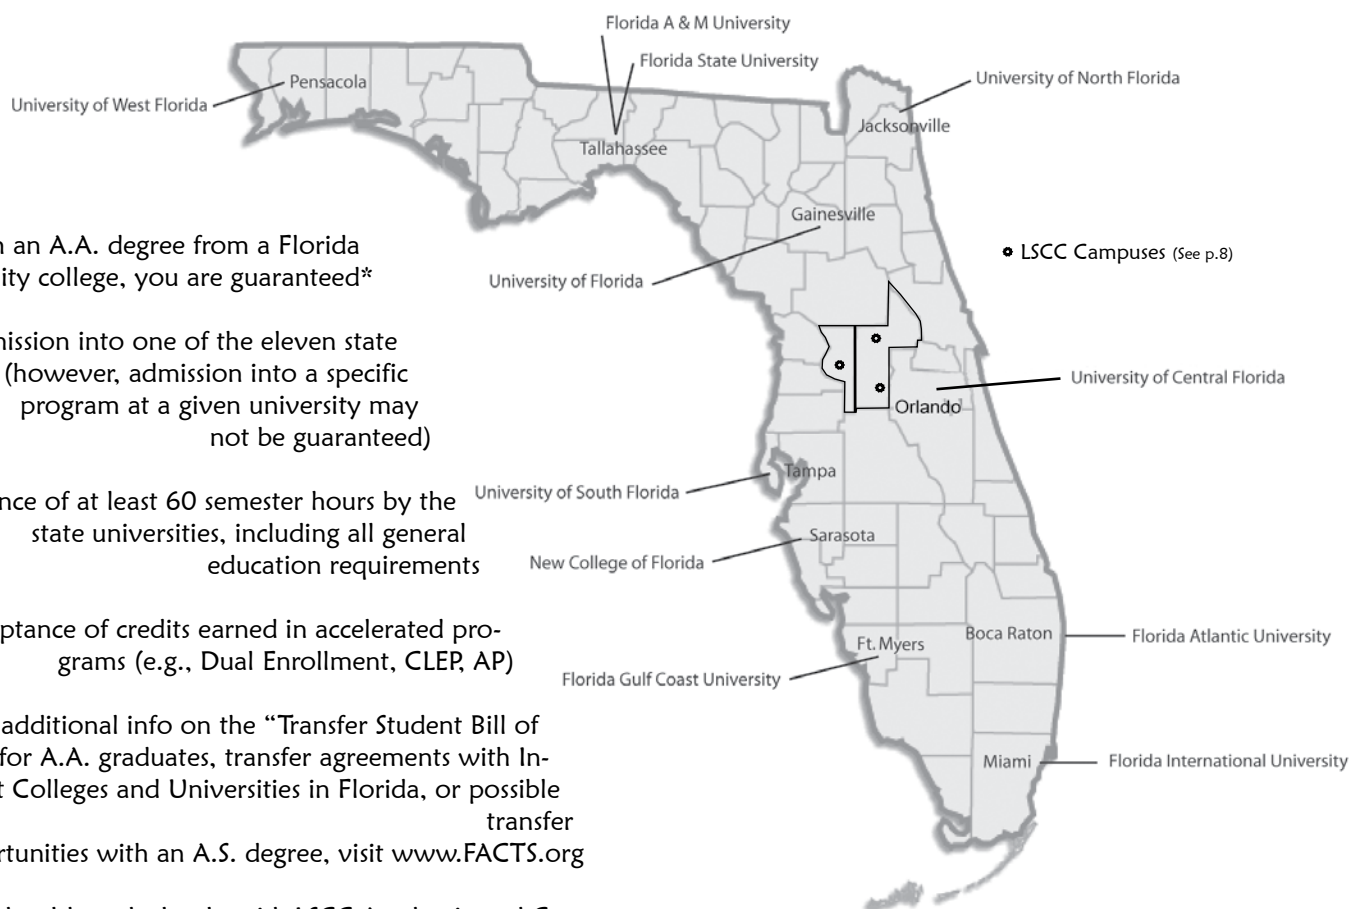 Florida A & M University
Florida State University
University of North Florida
Pensacola
University of West Florida
Jacksonville
Tallahassee
Gainesville
an A.A. degree from a Florida
ity college, you are guaranteed*
LSCC Campuses (See p.8)
University of Florida
ission into one of the eleven state
(however, admission into a specific
program at a given university may
not be guaranteed)
University of Central Florida
Orlando
Tampa
nce of at least 60 semester hours by the
University of South Florida
state universities, including all general
education requirements
Sarasota
New College of Florida
ptance of credits earned in accelerated pro-
grams (e.g., Dual Enrollment, CLEP, AP)
Boca Raton
Florida Atlantic University
Ft. Myers
Florida Gulf Coast University
additional info on the “Transfer Student Bill of
for A.A. graduates, transfer agreements with In-
t Colleges and Universities in Florida, or possible
transfer
rtunities with an A.S. degree, visit www.FACTS.org
Miami
Florida International University